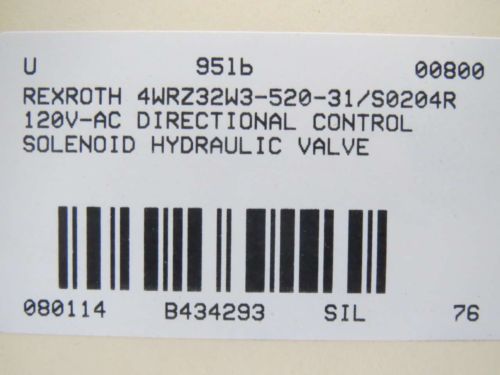 U 951b 00800
REXROTH 4WRZ32W3-520-31/S0204R
120V-AC DIRECTIONAL CONTROL
SOLENOID HYDRAULIC VALVE
080114 B434293 SIL 76